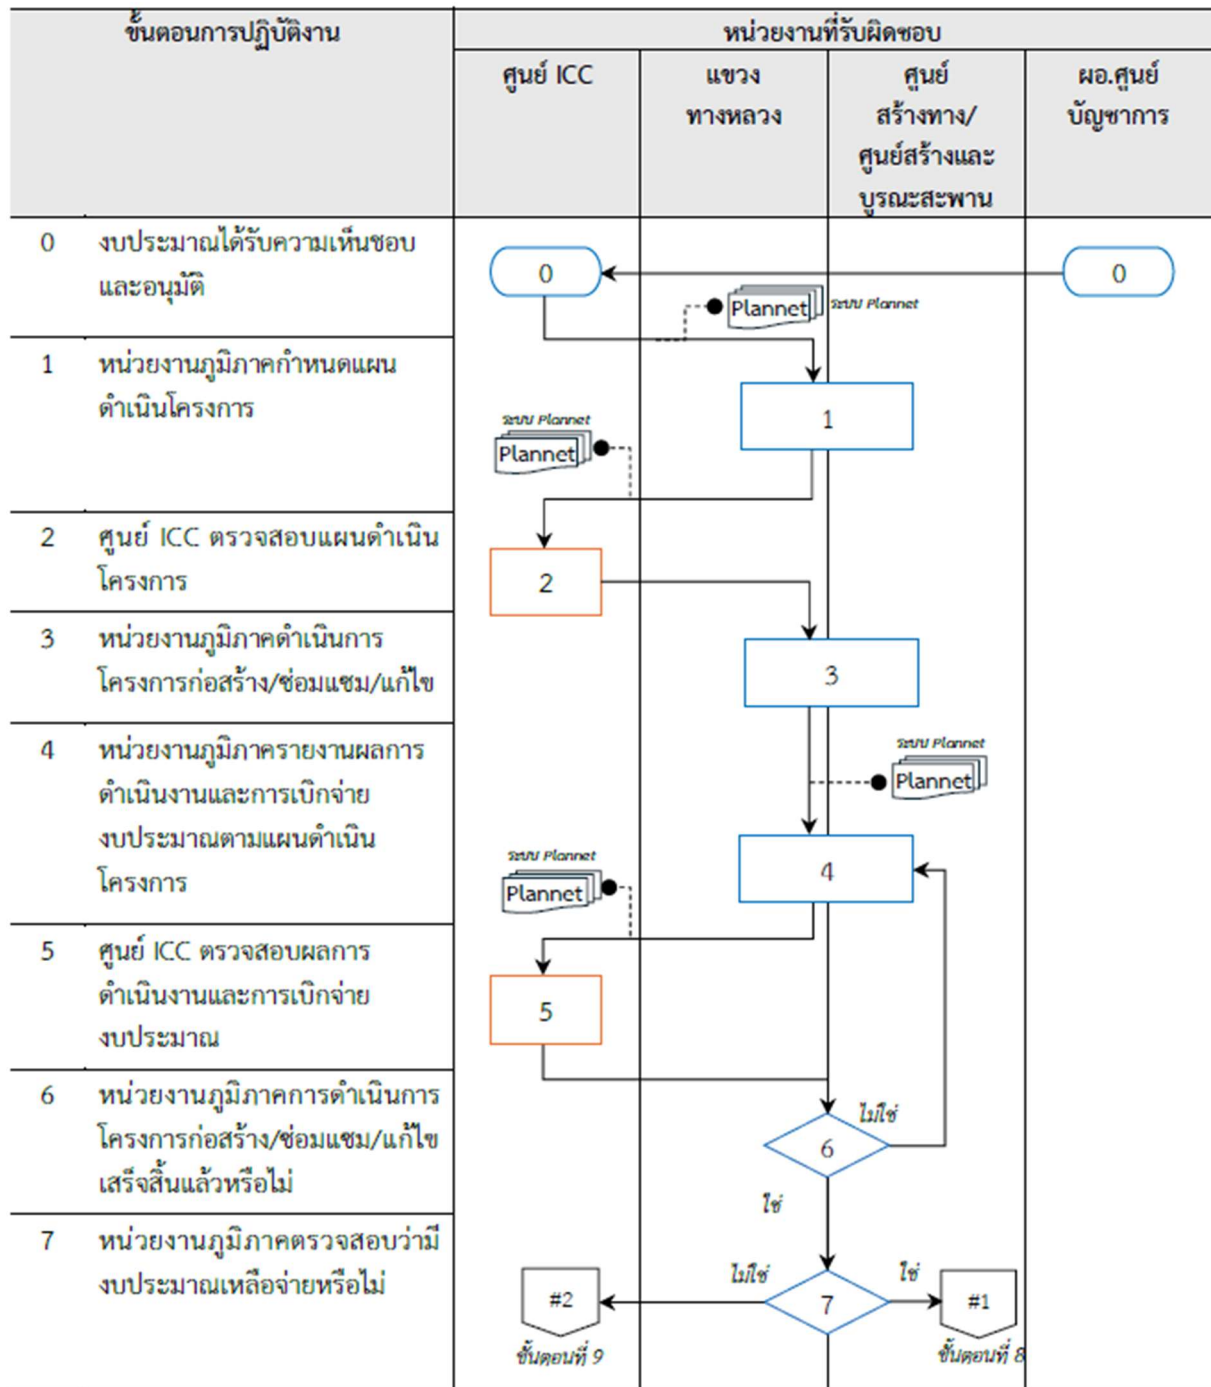 ขั้นตอนการปฏิบัติงาน
หน่วยงานที่รับผิดชอบ
ศูนย์ ICC
แขวง
ทางหลวง
ศูนย์
สร้างทาง/
ศูนย์สร้างและ
บูรณะสะพาน
ผอ.ศูนย์
บัญชาการ
0 งบประมาณได้รับความเห็นชอบ
และอนุมัติ
0
0
Plannet
ระบบ Plannet
1 หน่วยงานภูมิภาคกำหนดแผน
ดำเนินโครงการ
1
ระบบ Plannet
Plannet
2 ศูนย์ ICC ตรวจสอบแผนดำเนิน
โครงการ
2
3 หน่วยงานภูมิภาคดำเนินการ
โครงการก่อสร้าง/ซ่อมแซม/แก้ไข
3
4 หน่วยงานภูมิภาครายงานผลการ
ดำเนินงานและการเบิกจ่าย
งบประมาณตามแผนดำเนิน
โครงการ
ระบบ Plannet
Plannet
4
ระบบ Plannet
Plannet
5 ศูนย์ ICC ตรวจสอบผลการ
ดำเนินงานและการเบิกจ่าย
งบประมาณ
5
6 หน่วยงานภูมิภาคการดำเนินการ
โครงการก่อสร้าง/ซ่อมแซม/แก้ไข
เสร็จสิ้นแล้วหรือไม่
ไม่ใช่
6
ใช่
7 หน่วยงานภูมิภาคตรวจสอบว่ามี
งบประมาณเหลือจ่ายหรือไม่
ไม่ใช่
ใช่
#2
7
#1
ขั้นตอนที่ 9
ขั้นตอนที่ 8